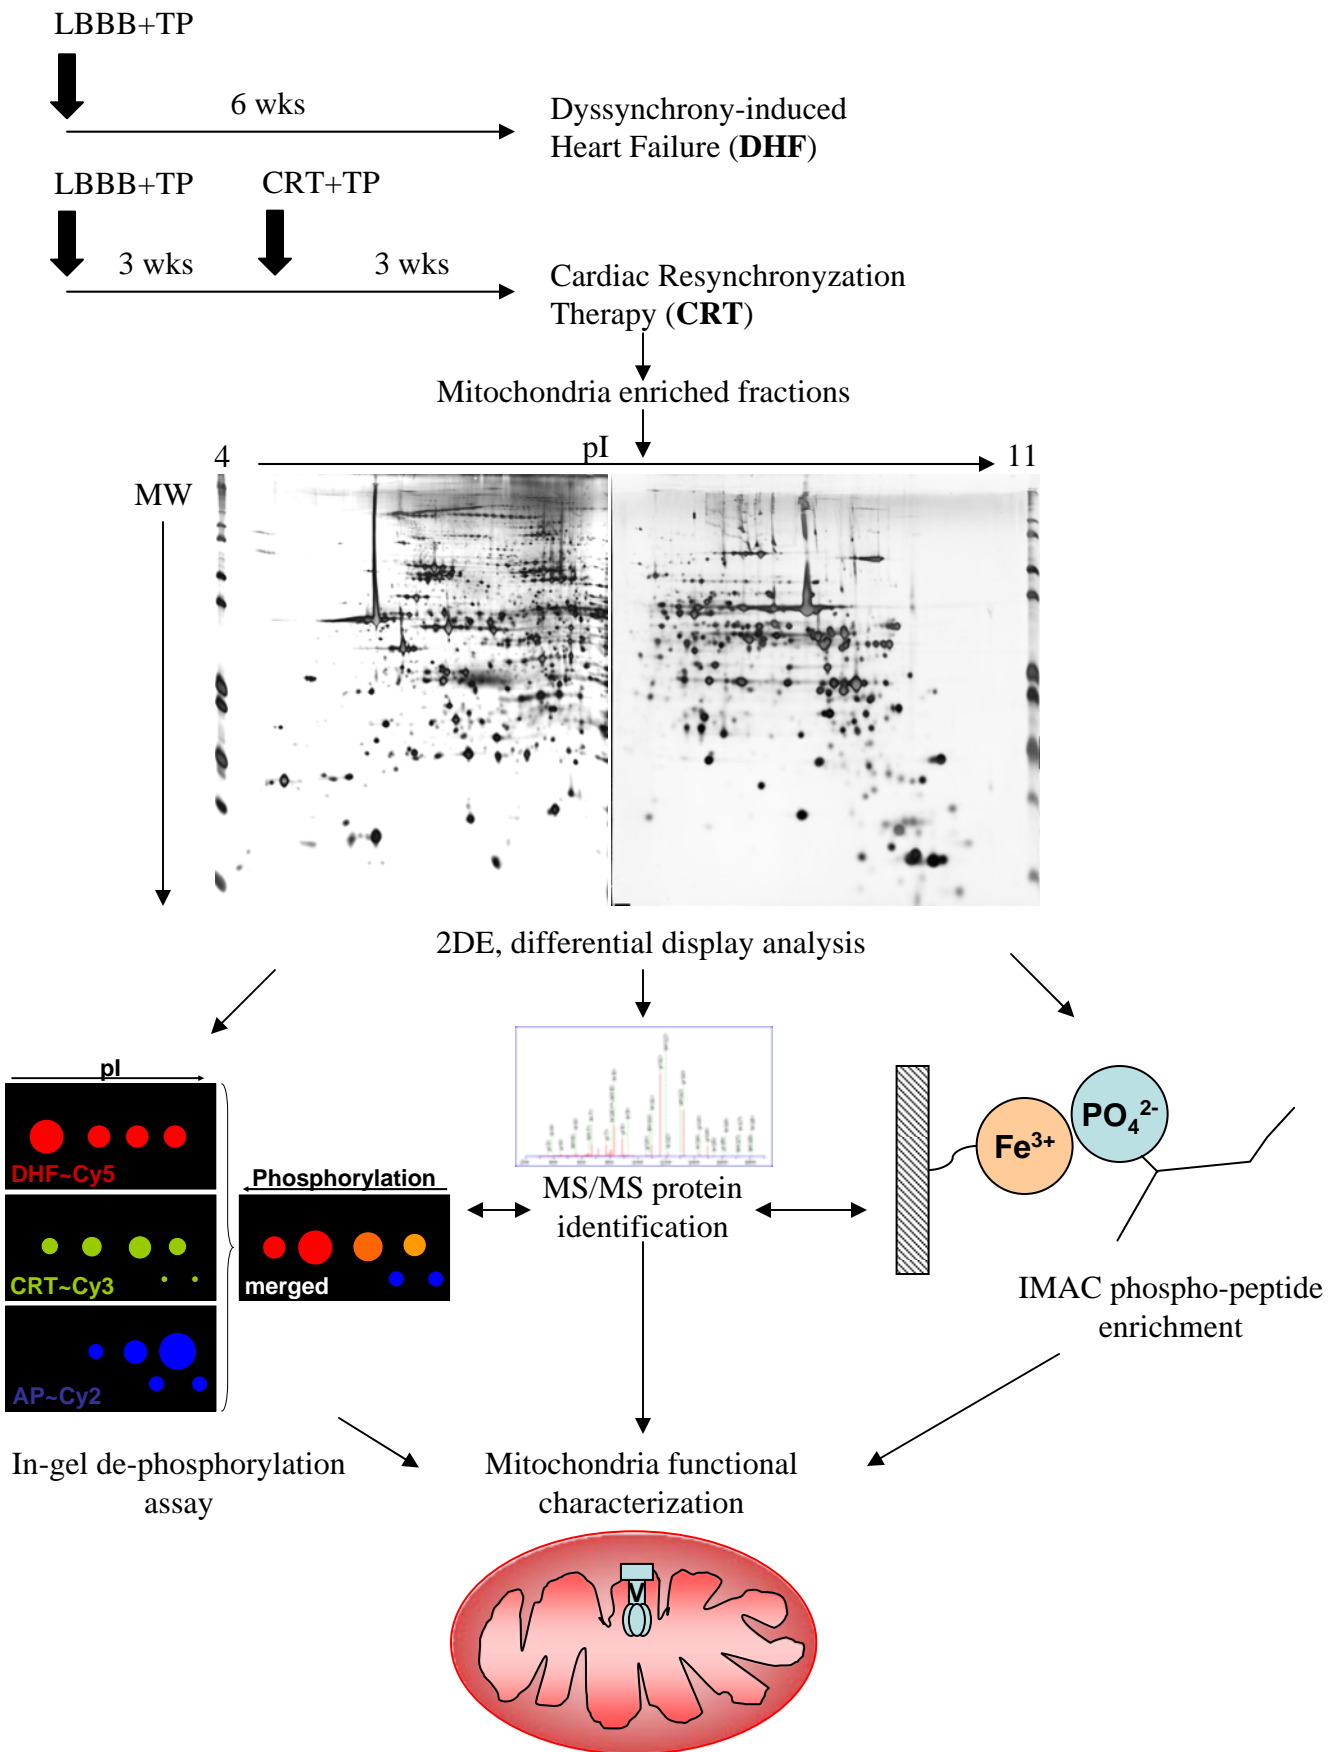 LBBB+TP
6 wks
Dyssynchrony-induced
Heart Failure (DHF)
LBBB+TP
CRT+TP
3 wks
3 wks
Cardiac Resynchronyzation
Therapy (CRT)
Mitochondria enriched fractions
4
pI
11
MW
2DE, differential display analysis
pI
DHF~Cy5
CRT~Cy3
AP~Cy2
Phosphorylation
merged
MS/MS protein
identification
Fe³⁺
PO₄²⁻
IMAC phospho-peptide
enrichment
In-gel de-phosphorylation
assay
Mitochondria functional
characterization
V